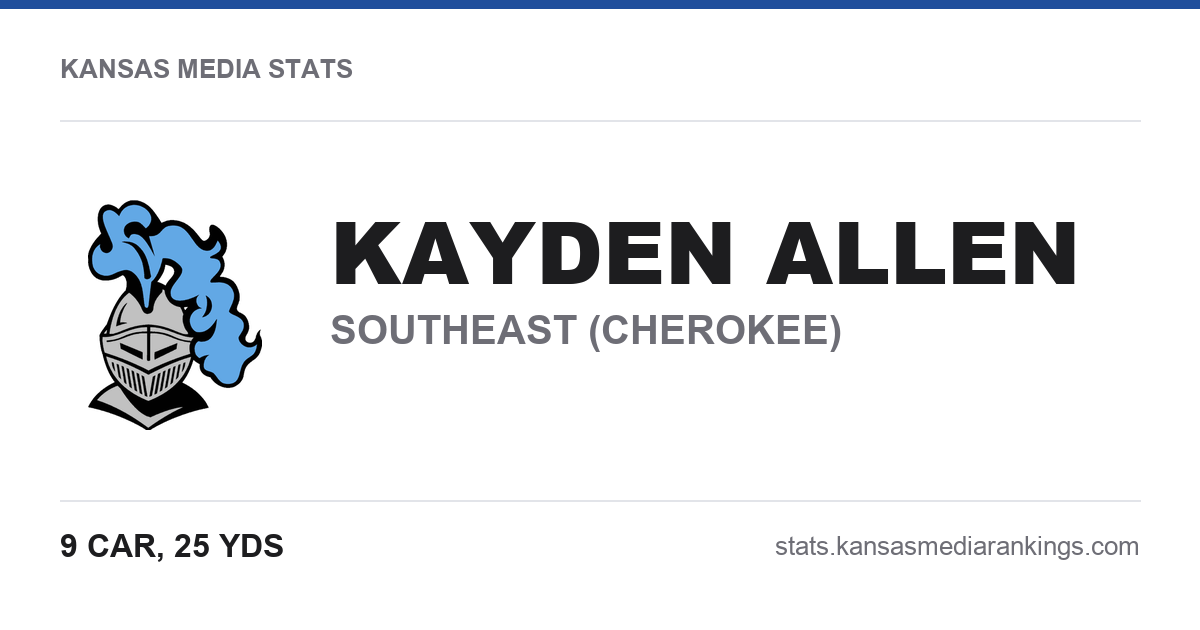 KANSAS MEDIA STATS
KAYDEN ALLEN
SOUTHEAST (CHEROKEE)
9 CAR, 25 YDS
stats.kansasmediarankings.com